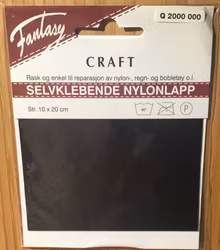 Q 2000 000
Fantasy
CRAFT
Rask og enkel til reparasjon av nylon-, regn- og bobletøy o.l.
SELVKLEBENDE NYLONLAPP
Str. 10 x 20 cm
40°
P